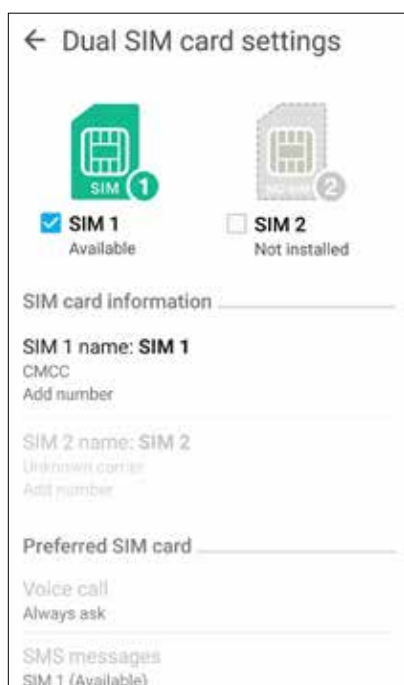 Dual SIM card settings
SIM 1
NO SIM 2
SIM 1 SIM 2
Available Not installed
SIM card information
SIM 1 name: SIM 1
CMCC
Add number
SIM 2 name: SIM 2
Unknown carrier
Add number
Preferred SIM card
Voice call
Always ask
SMS messages
SIM 1 (Available)